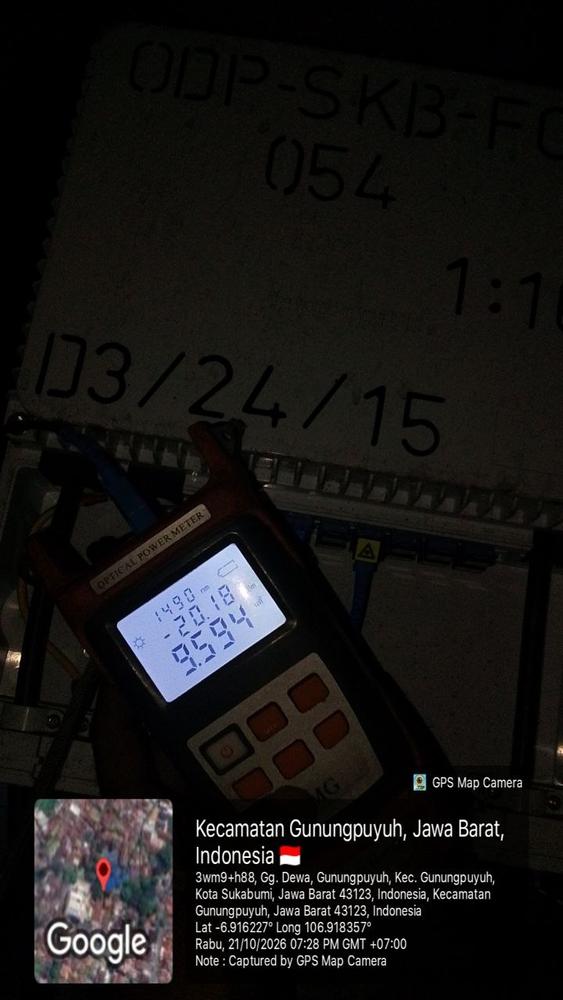 ODP-SKB-F
054
1:1
D3/24/15
OPTICAL POWER METER
1490 nm
-20.18
9.594
GPS Map Camera
Kecamatan Gunungpuyuh, Jawa Barat,
Indonesia 🇮🇩
3wm9+h88, Gg. Dewa, Gunungpuyuh, Kec. Gunungpuyuh,
Kota Sukabumi, Jawa Barat 43123, Indonesia, Kecamatan
Gunungpuyuh, Jawa Barat 43123, Indonesia
Lat -6.916227° Long 106.918357°
Rabu, 21/10/2026 07:28 PM GMT +07:00
Note : Captured by GPS Map Camera
Google